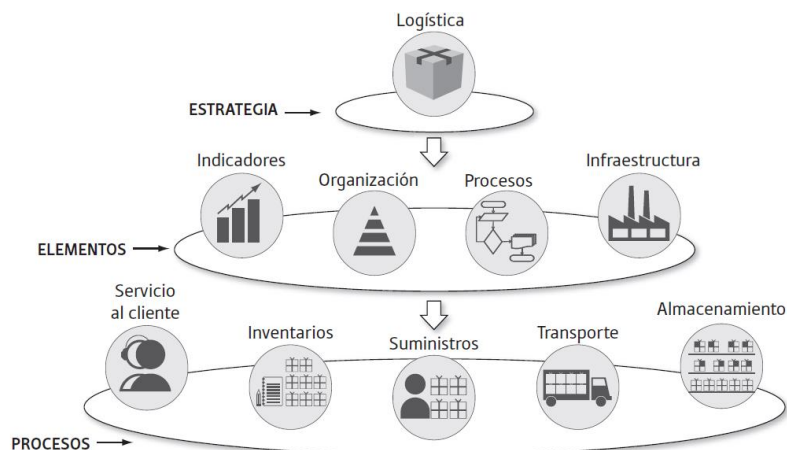 Logística
ESTRATEGIA
Indicadores
Organización
Procesos
Infraestructura
ELEMENTOS
Servicio
al cliente
Inventarios
Suministros
Transporte
Almacenamiento
PROCESOS